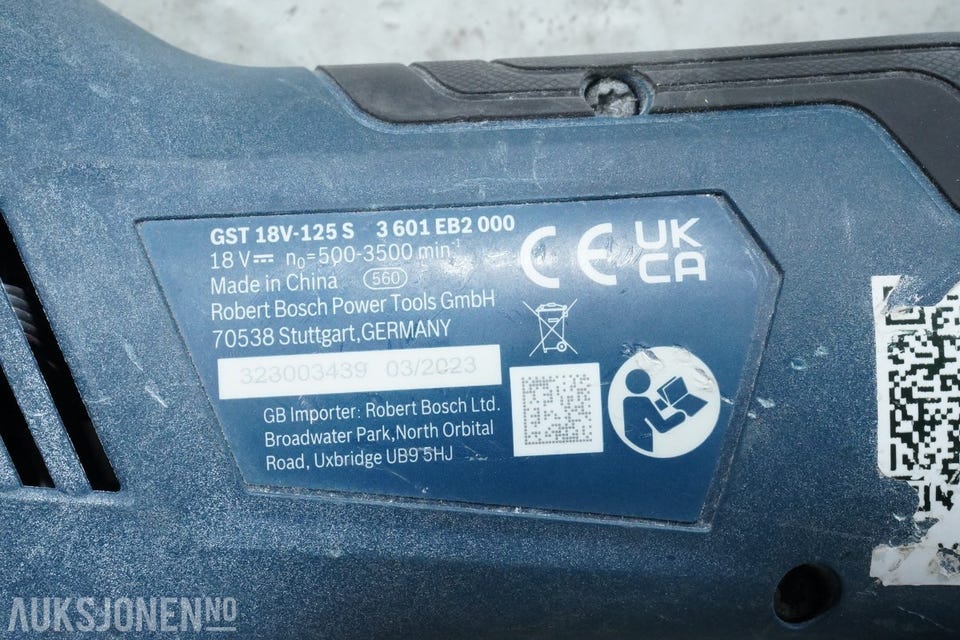 GST 18V-125 S 3 601 EB2 000
18 V⎓ n₀=500-3500 min⁻¹
Made in China 560
Robert Bosch Power Tools GmbH
70538 Stuttgart,GERMANY
323003439 03/2023
GB Importer: Robert Bosch Ltd.
Broadwater Park,North Orbital
Road, Uxbridge UB9 5HJ
CE
UK
CA
AUKSJONEN.NO